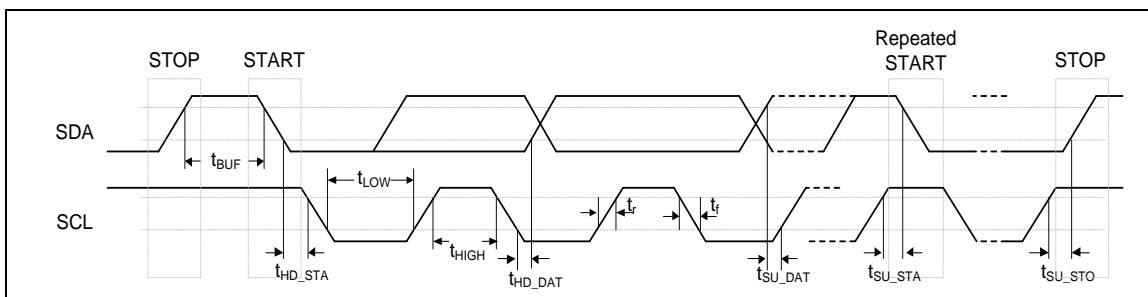 STOP
START
Repeated
START
STOP
SDA
tBUF
tLOW
SCL
tr
tf
tHIGH
tHD_STA
tHD_DAT
tSU_DAT
tSU_STA
tSU_STO